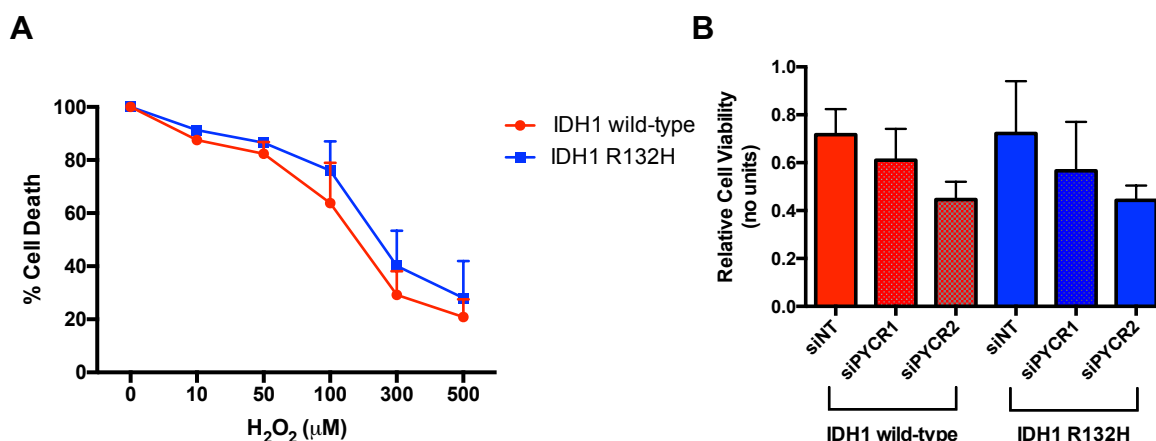 A
B
% Cell Death
100
80
60
40
20
0
0 10 50 100 300 500
H₂O₂ (μM)
IDH1 wild-type
IDH1 R132H
Relative Cell Viability
(no units)
1.0
0.8
0.6
0.4
0.2
0.0
siNT siPYCR1 siPYCR2 siNT siPYCR1 siPYCR2
IDH1 wild-type IDH1 R132H